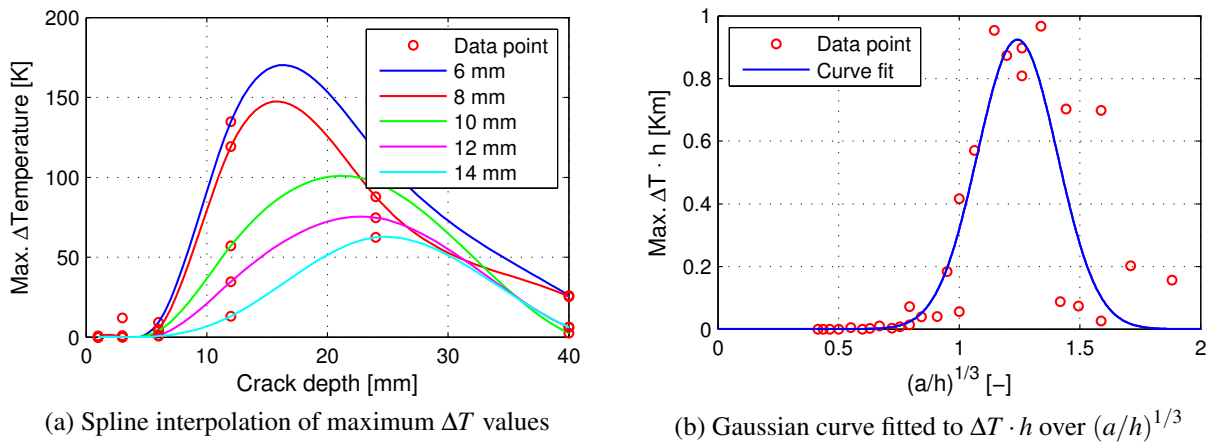 200
150
100
50
0
0
10
20
30
40
Max. ΔTemperature [K]
Crack depth [mm]
Data point
6 mm
8 mm
10 mm
12 mm
14 mm
(a) Spline interpolation of maximum ΔT values
1
0.8
0.6
0.4
0.2
0
0
0.5
1
1.5
2
Max. ΔT · h [Km]
(a/h)^{1/3} [–]
Data point
Curve fit
(b) Gaussian curve fitted to ΔT · h over (a/h)^{1/3}